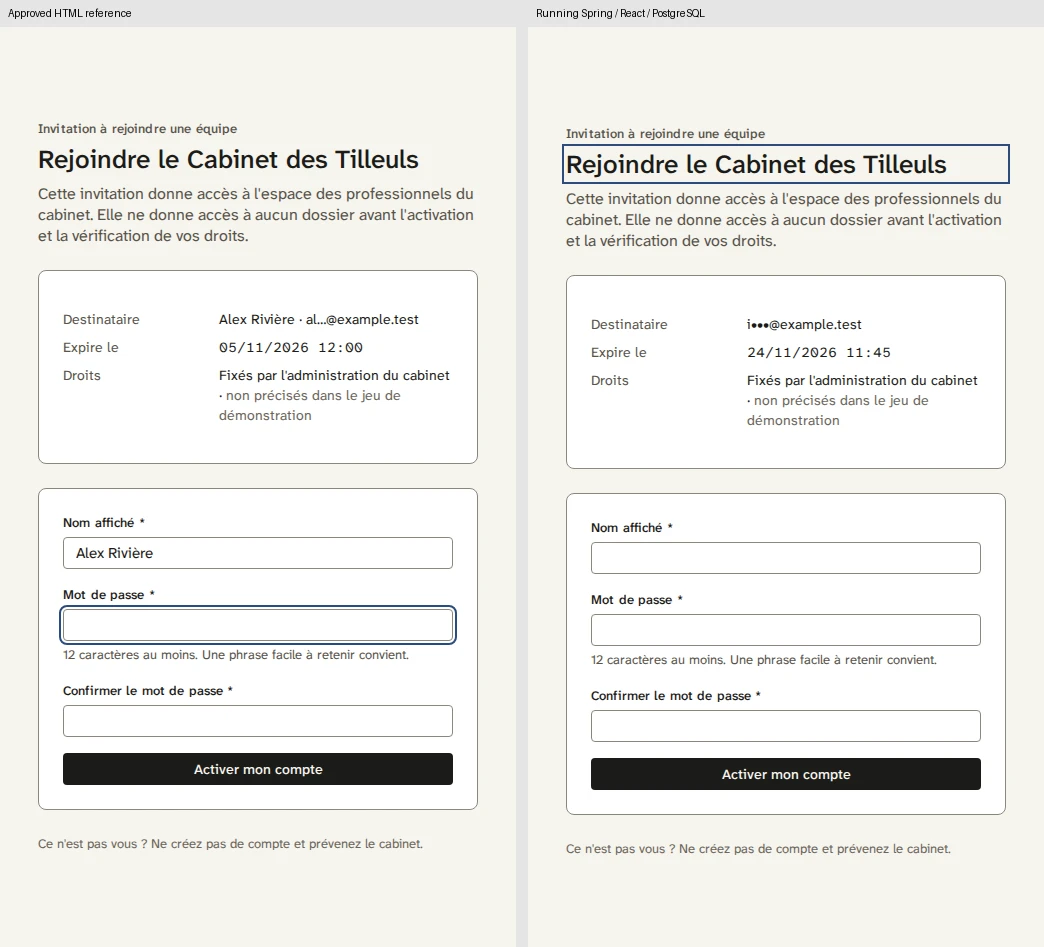 Approved HTML reference
Invitation à rejoindre une équipe
Rejoindre le Cabinet des Tilleuls
Cette invitation donne accès à l'espace des professionnels du
cabinet. Elle ne donne accès à aucun dossier avant l'activation
et la vérification de vos droits.
Destinataire Alex Rivière · al…@example.test
Expire le 05/11/2026 12:00
Droits Fixés par l'administration du cabinet
· non précisés dans le jeu de
démonstration
Nom affiché *
Alex Rivière
Mot de passe *
12 caractères au moins. Une phrase facile à retenir convient.
Confirmer le mot de passe *
Activer mon compte
Ce n'est pas vous ? Ne créez pas de compte et prévenez le cabinet.
Running Spring / React / PostgreSQL
Invitation à rejoindre une équipe
Rejoindre le Cabinet des Tilleuls
Cette invitation donne accès à l'espace des professionnels du
cabinet. Elle ne donne accès à aucun dossier avant l'activation
et la vérification de vos droits.
Destinataire i•••@example.test
Expire le 24/11/2026 11:45
Droits Fixés par l'administration du cabinet
· non précisés dans le jeu de
démonstration
Nom affiché *
Mot de passe *
12 caractères au moins. Une phrase facile à retenir convient.
Confirmer le mot de passe *
Activer mon compte
Ce n'est pas vous ? Ne créez pas de compte et prévenez le cabinet.